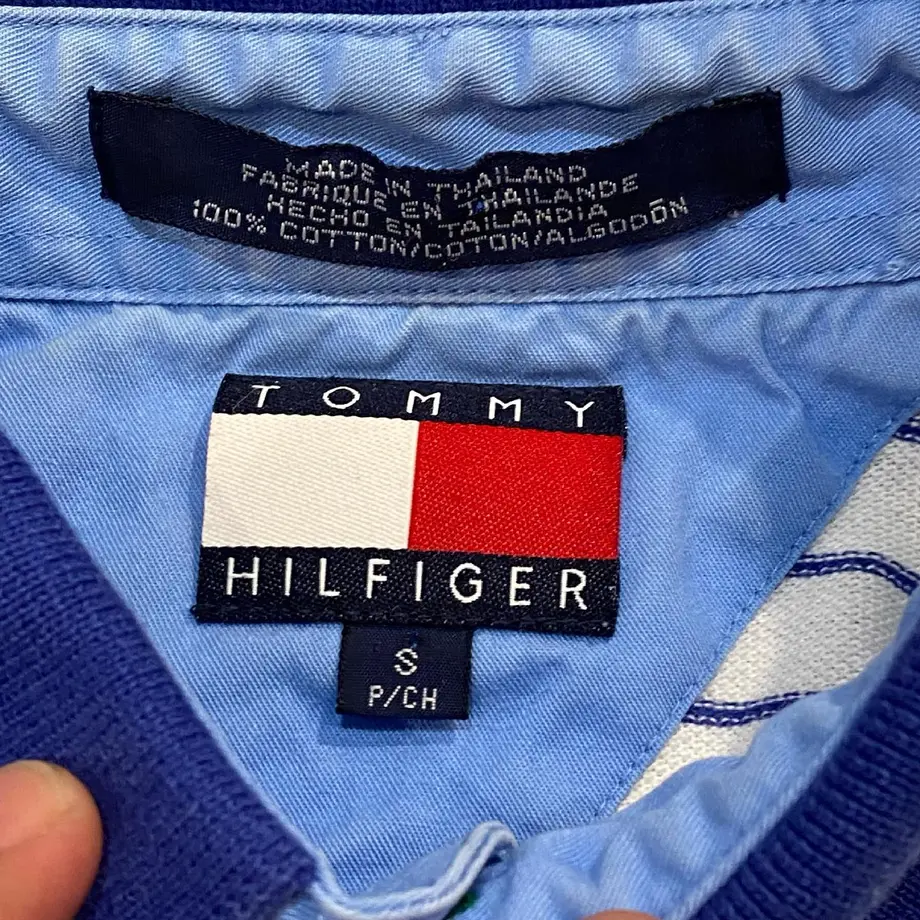 MADE IN THAILAND
FABRIQUE EN THAILANDE
HECHO EN TAILANDIA
100% COTTON/COTON/ALGODÓN
TOMMY
HILFIGER
S
P/CH